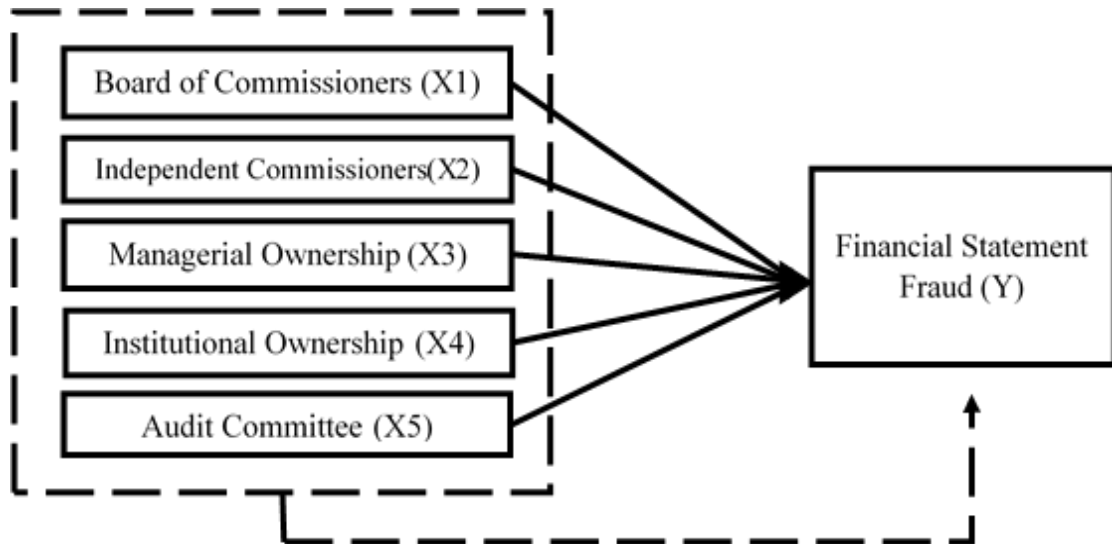 Board of Commissioners (X1)
Independent Commissioners(X2)
Managerial Ownership (X3)
Institutional Ownership (X4)
Audit Committee (X5)
Financial Statement
Fraud (Y)